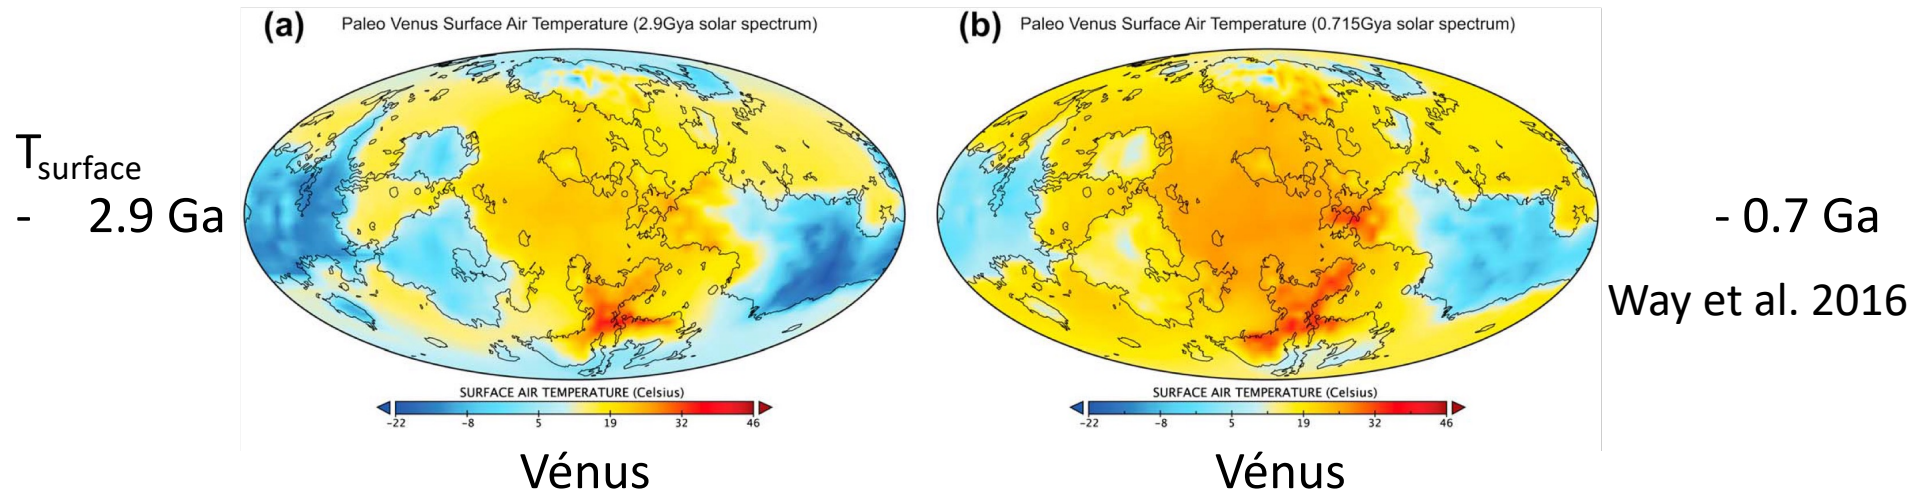 (a) Paleo Venus Surface Air Temperature (2.9Gya solar spectrum)
(b) Paleo Venus Surface Air Temperature (0.715Gya solar spectrum)
Tsurface
- 2.9 Ga
- 0.7 Ga
Way et al. 2016
SURFACE AIR TEMPERATURE (Celsius)
-22 -8 5 19 32 46
SURFACE AIR TEMPERATURE (Celsius)
-22 -8 5 19 32 46
Vénus
Vénus